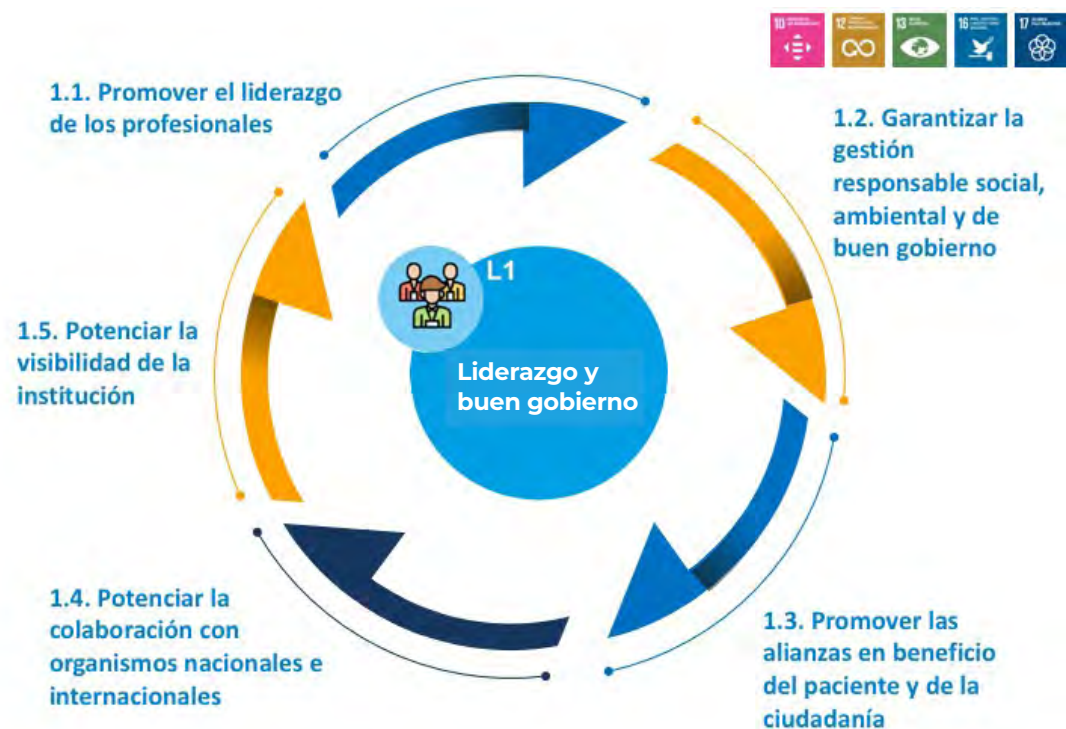 10
12
13
16
17
1.1. Promover el liderazgo
de los profesionales
1.2. Garantizar la
gestión
responsable social,
ambiental y de
buen gobierno
L1
Liderazgo y
buen gobierno
1.5. Potenciar la
visibilidad de la
institución
1.4. Potenciar la
colaboración con
organismos nacionales e
internacionales
1.3. Promover las
alianzas en beneficio
del paciente y de la
ciudadanía